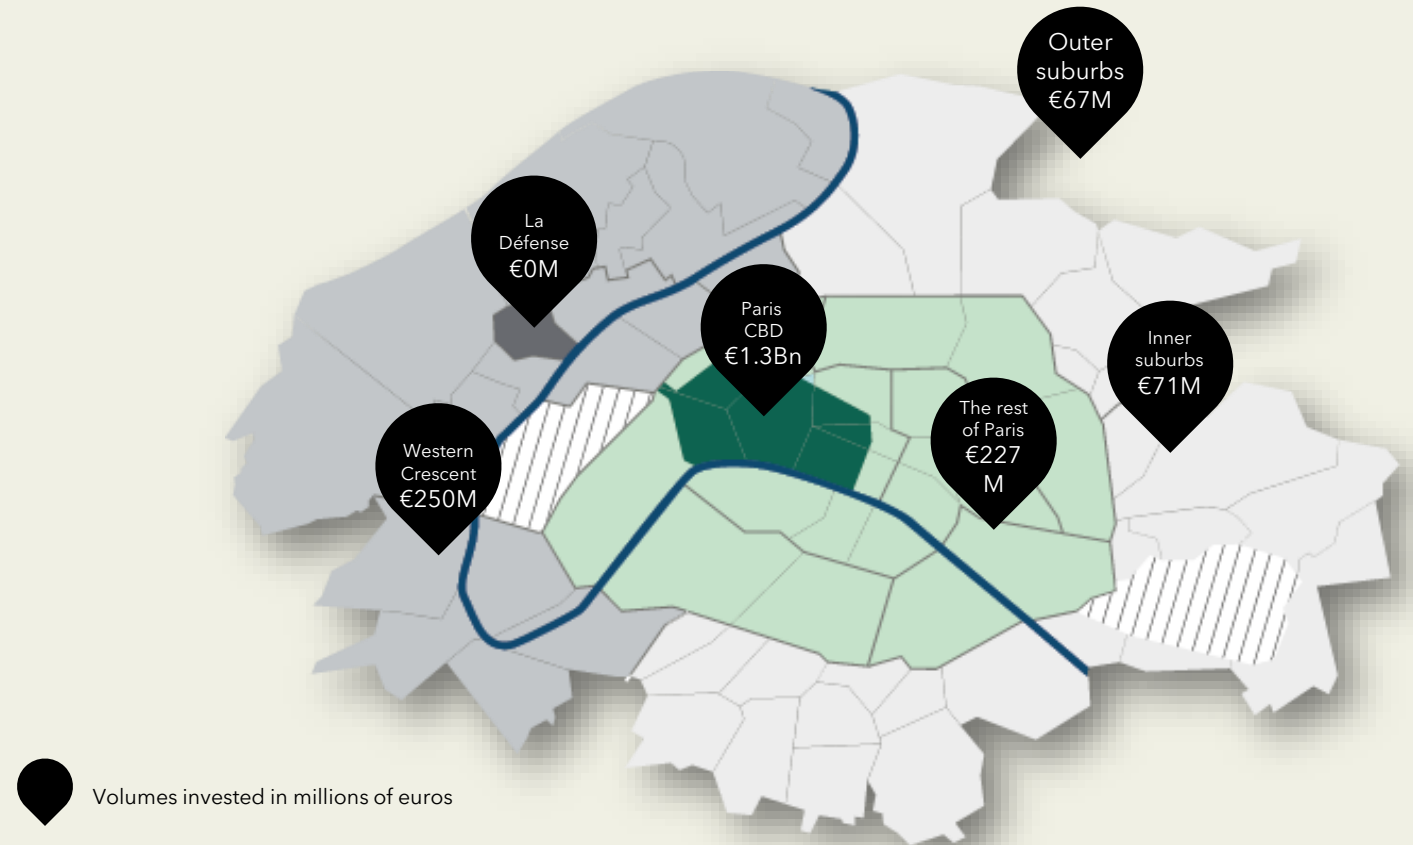 Outer
suburbs
€67M
La
Défense
€0M
Paris
CBD
€1.3Bn
Inner
suburbs
€71M
The rest
of Paris
€227
M
Western
Crescent
€250M
Volumes invested in millions of euros